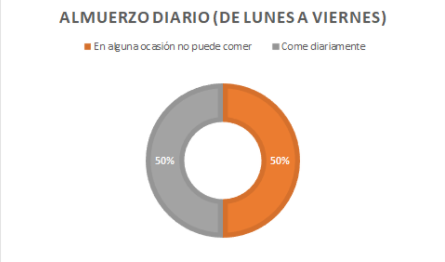 ALMUERZO DIARIO (DE LUNES A VIERNES)
En alguna ocasión no puede comer Come diariamente
50% 50%